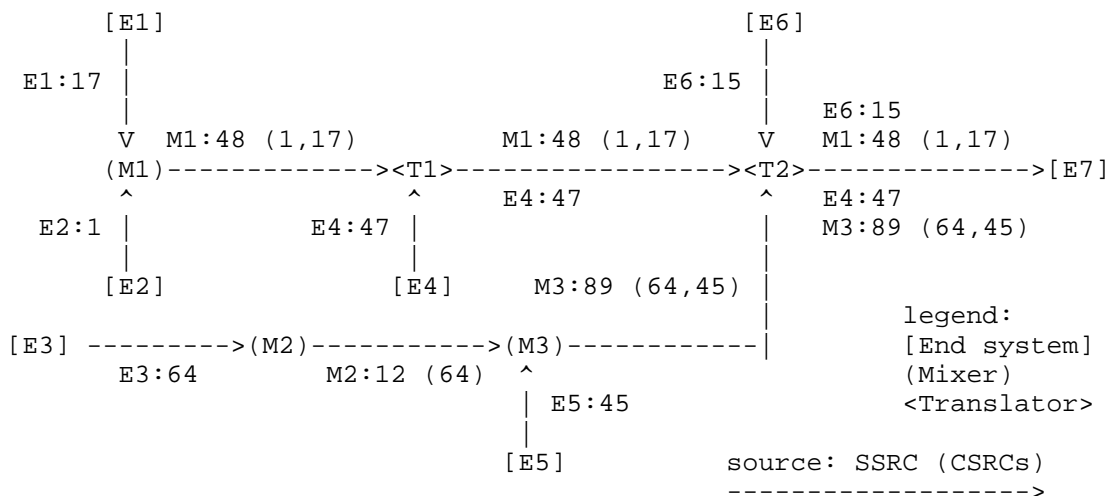 [E1]                                   [E6]
 |                                      |
E1:17 |                           E6:15 |
 |                                      |   E6:15
 V  M1:48 (1,17)         M1:48 (1,17)   V   M1:48 (1,17)
(M1)------------->&lt;T1>----------------->&lt;T2>-------------->[E7]
 ^                 ^     E4:47          ^   E4:47
E2:1 |       E4:47 |                    |   M3:89 (64,45)
 |                 |                    |
[E2]              [E4]    M3:89 (64,45) |
                                        |        legend:
[E3] --------->(M2)----------->(M3)------------|        [End system]
E3:64        M2:12 (64)       ^                 (Mixer)
| E5:45                &lt;Translator>
|
[E5]          source: SSRC (CSRCs)
------------------->